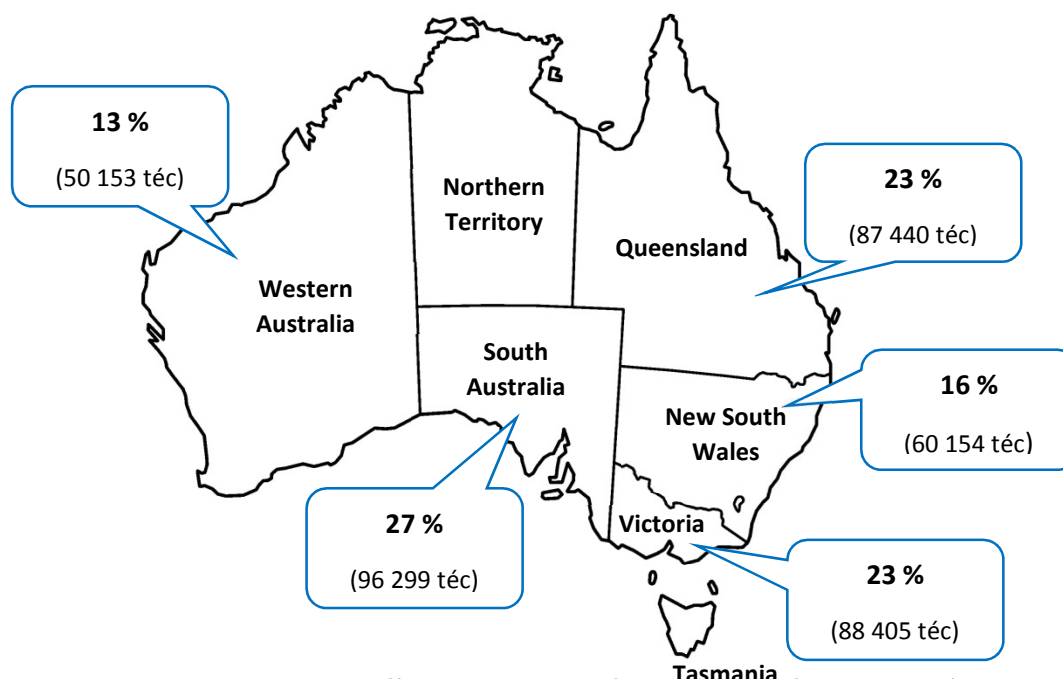 13 %
(50 153 téc)
Northern
Territory
23 %
(87 440 téc)
Queensland
Western
Australia
South
Australia
16 %
(60 154 téc)
New South
Wales
27 %
(96 299 téc)
Victoria
23 %
(88 405 téc)
Tasmania